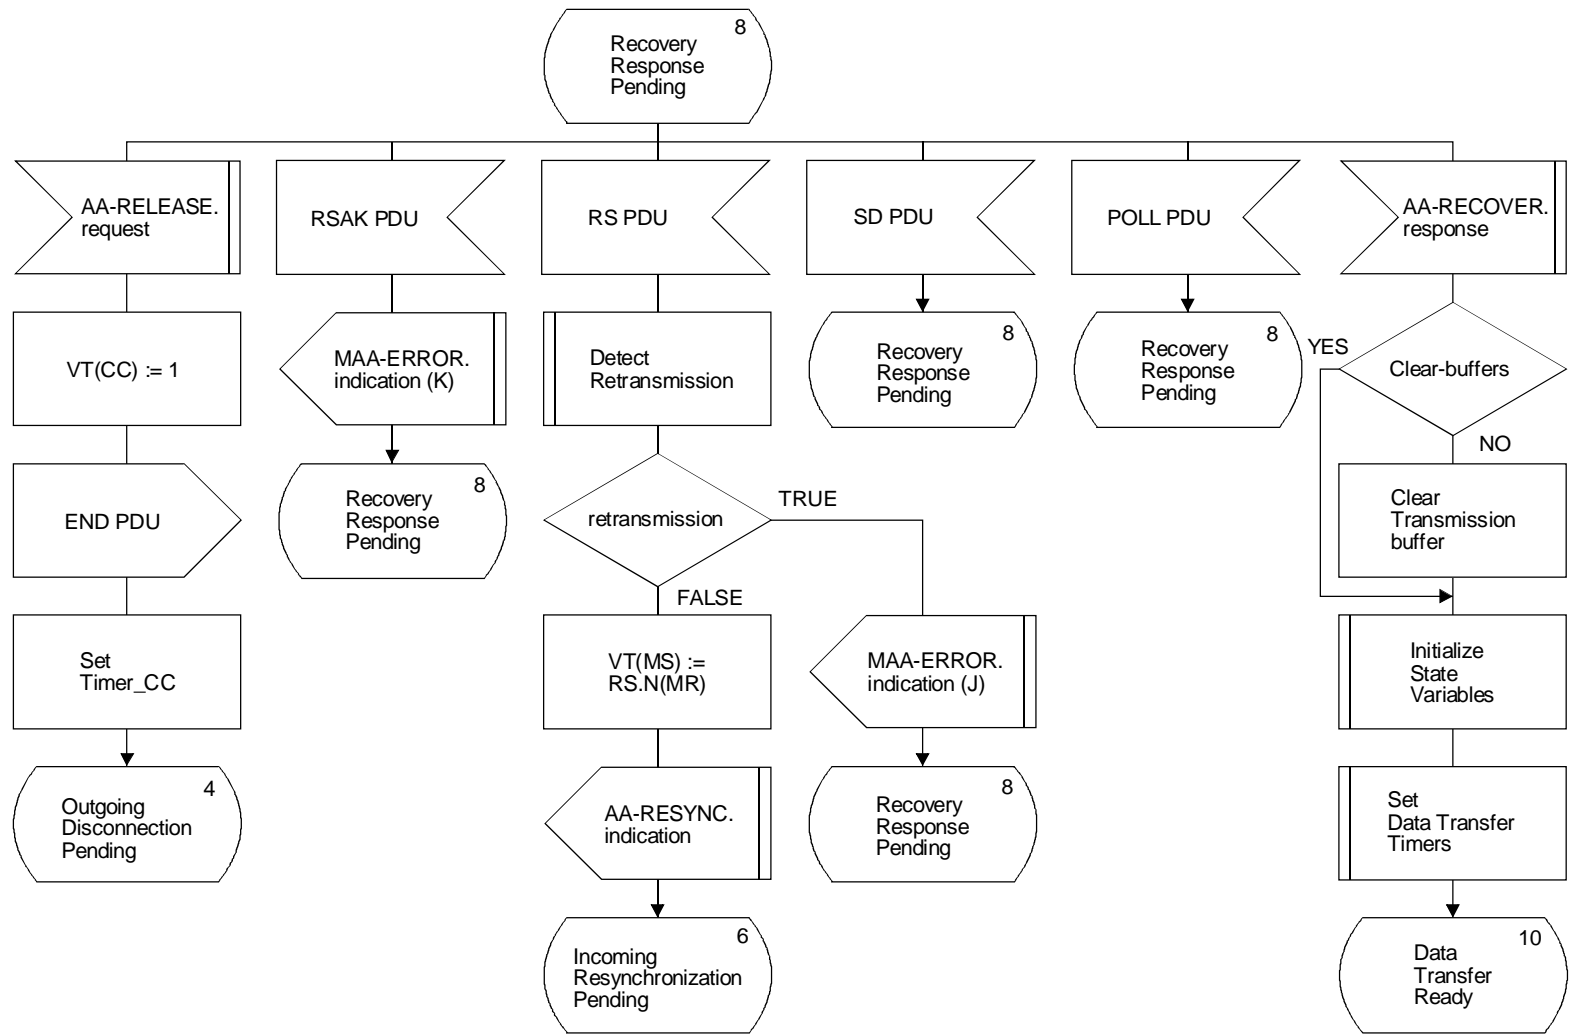 8
Recovery
Response
Pending
AA-RELEASE.
request
RSAK PDU
RS PDU
SD PDU
POLL PDU
AA-RECOVER.
response
VT(CC) := 1
MAA-ERROR.
indication (K)
Detect
Retransmission
8
Recovery
Response
Pending
8
Recovery
Response
Pending
YES
Clear-buffers
NO
END PDU
8
Recovery
Response
Pending
retransmission
TRUE
FALSE
Clear
Transmission
buffer
Set
Timer_CC
VT(MS) :=
RS.N(MR)
MAA-ERROR.
indication (J)
Initialize
State
Variables
4
Outgoing
Disconnection
Pending
AA-RESYNC.
indication
8
Recovery
Response
Pending
Set
Data Transfer
Timers
6
Incoming
Resynchronization
Pending
10
Data
Transfer
Ready